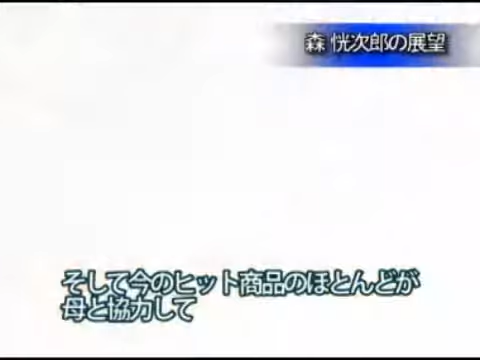 森 恍次郎の展望
そして今のヒット商品のほとんどが
母と協力して